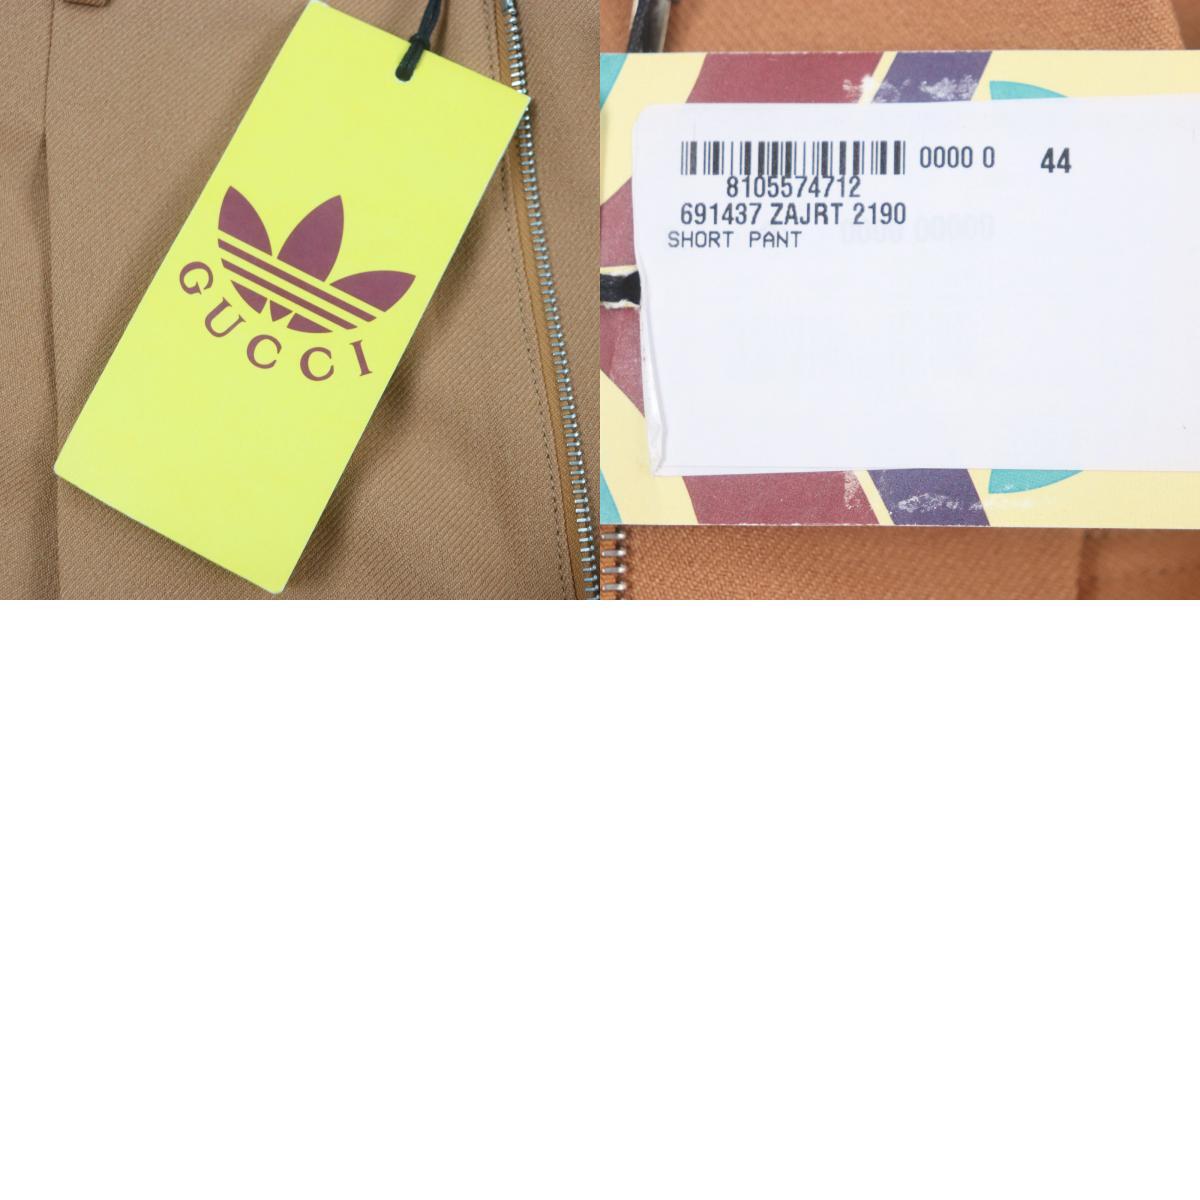 GUCCI
0000 0 44
8105574712
691437 ZAJRT 2190
SHORT PANT